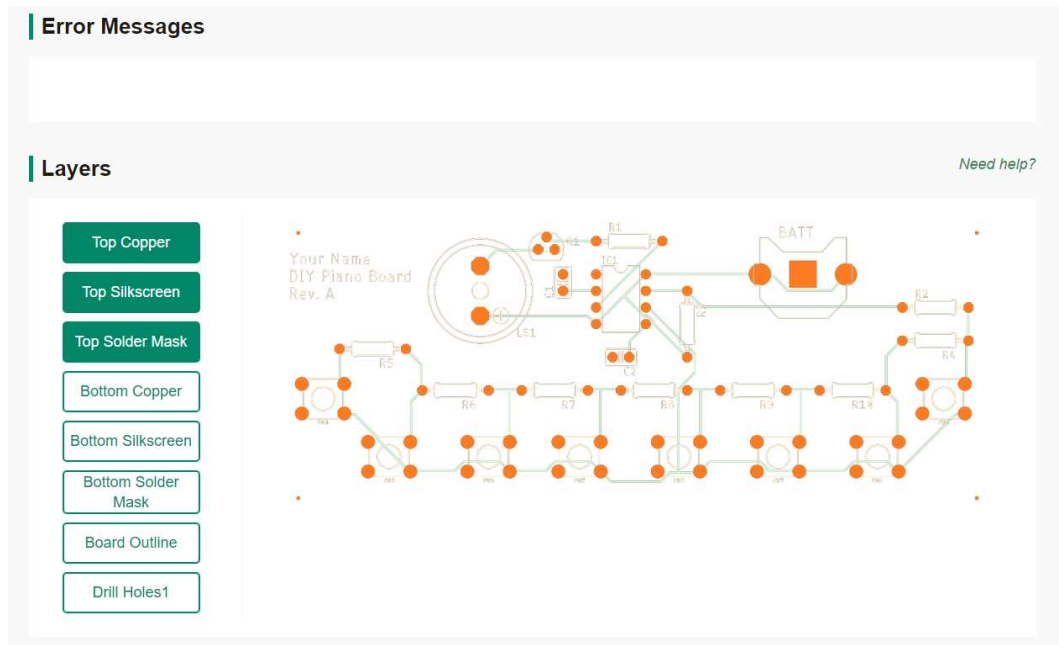 Error Messages
Layers
Need help?
Top Copper
Top Silkscreen
Top Solder Mask
Bottom Copper
Bottom Silkscreen
Bottom Solder
Mask
Board Outline
Drill Holes1
Your Name
DIY Piano Board
Rev. A
R1
BATT
IC1
C1
LS1
C2
R2
R4
R5
R6
R7
R8
R9
R10